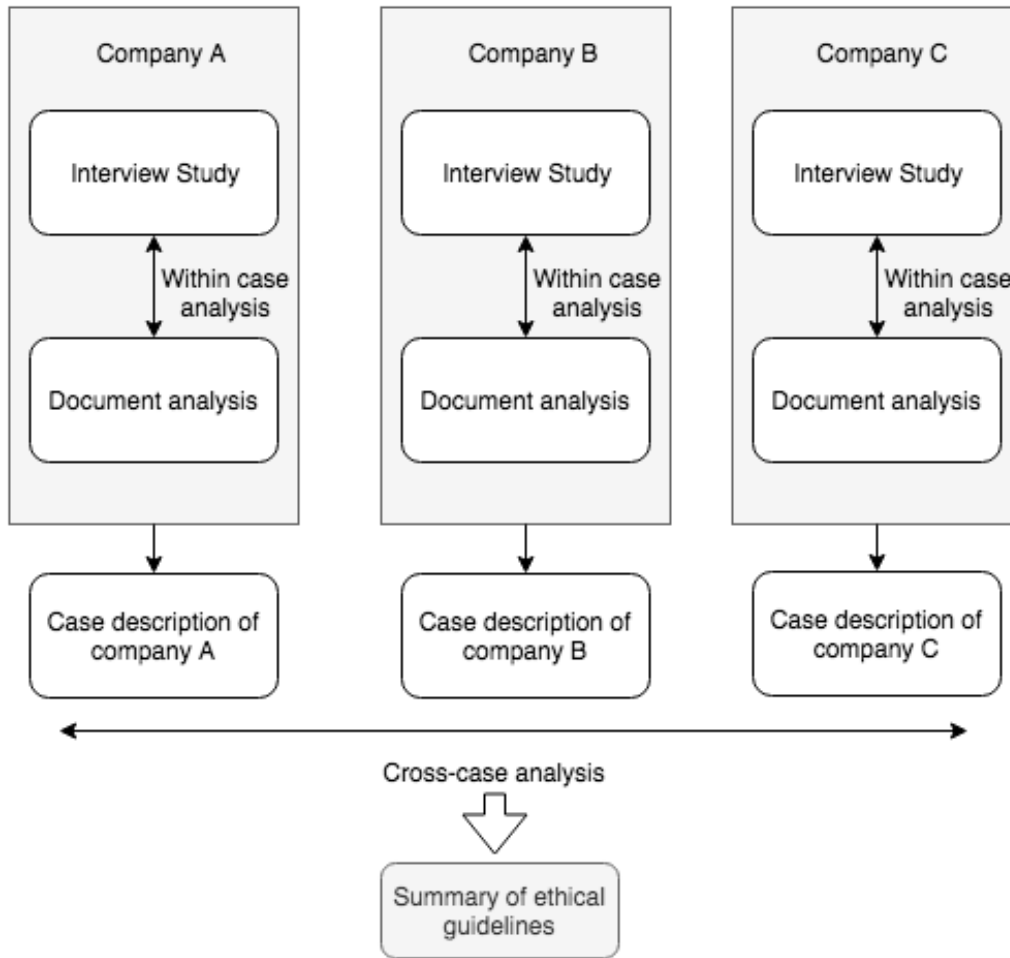 Company A
Company B
Company C
Interview Study
Interview Study
Interview Study
Within case
analysis
Within case
analysis
Within case
analysis
Document analysis
Document analysis
Document analysis
Case description of
company A
Case description of
company B
Case description of
company C
Cross-case analysis
Summary of ethical
guidelines